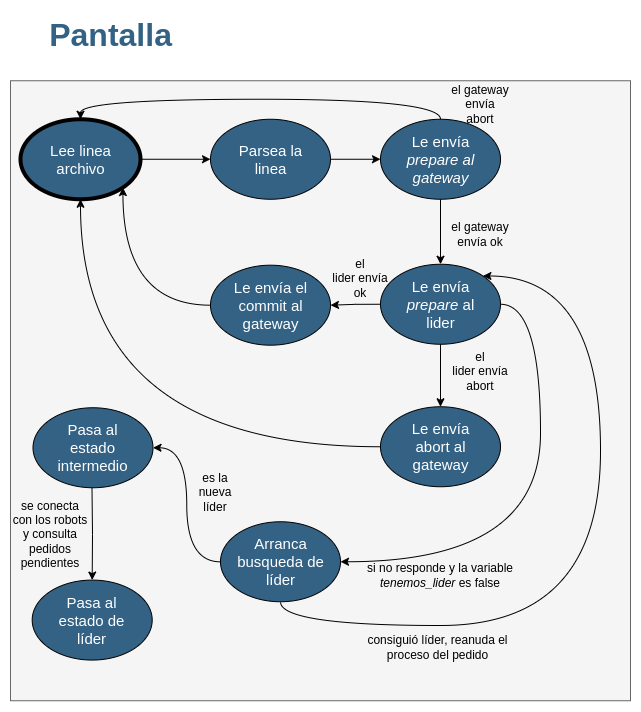 Pantalla
el gateway
envía
abort
Lee linea
archivo
Parsea la
linea
Le envía
prepare al
gateway
el gateway
envía ok
el
lider envía
ok
Le envía el
commit al
gateway
Le envía
prepare al
lider
el
lider envía
abort
Le envía
abort al
gateway
Pasa al
estado
intermedio
es la
nueva
líder
se conecta
con los robots
y consulta
pedidos
pendientes
Arranca
busqueda de
líder
si no responde y la variable
tenemos_lider es false
Pasa al
estado de
líder
consiguió líder, reanuda el
proceso del pedido